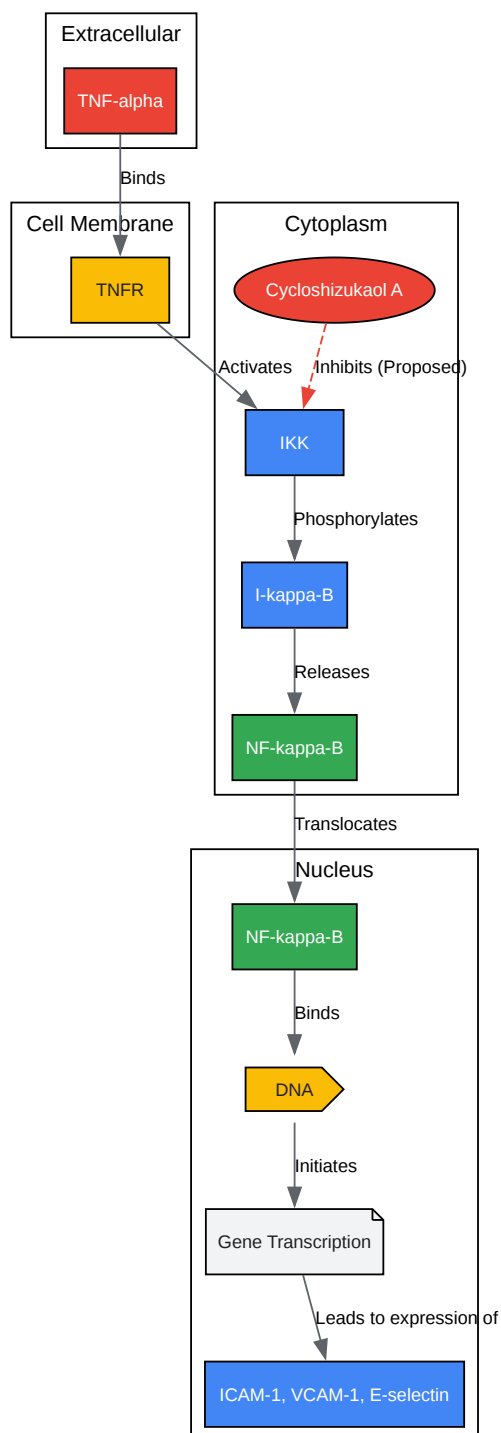 Extracellular
TNF-alpha
Binds
Cell Membrane
TNFR
Cytoplasm
Cycloshizukaol A
Activates
Inhibits (Proposed)
IKK
Phosphorylates
I-kappa-B
Releases
NF-kappa-B
Translocates
Nucleus
NF-kappa-B
Binds
DNA
Initiates
Gene Transcription
Leads to expression of
ICAM-1, VCAM-1, E-selectin